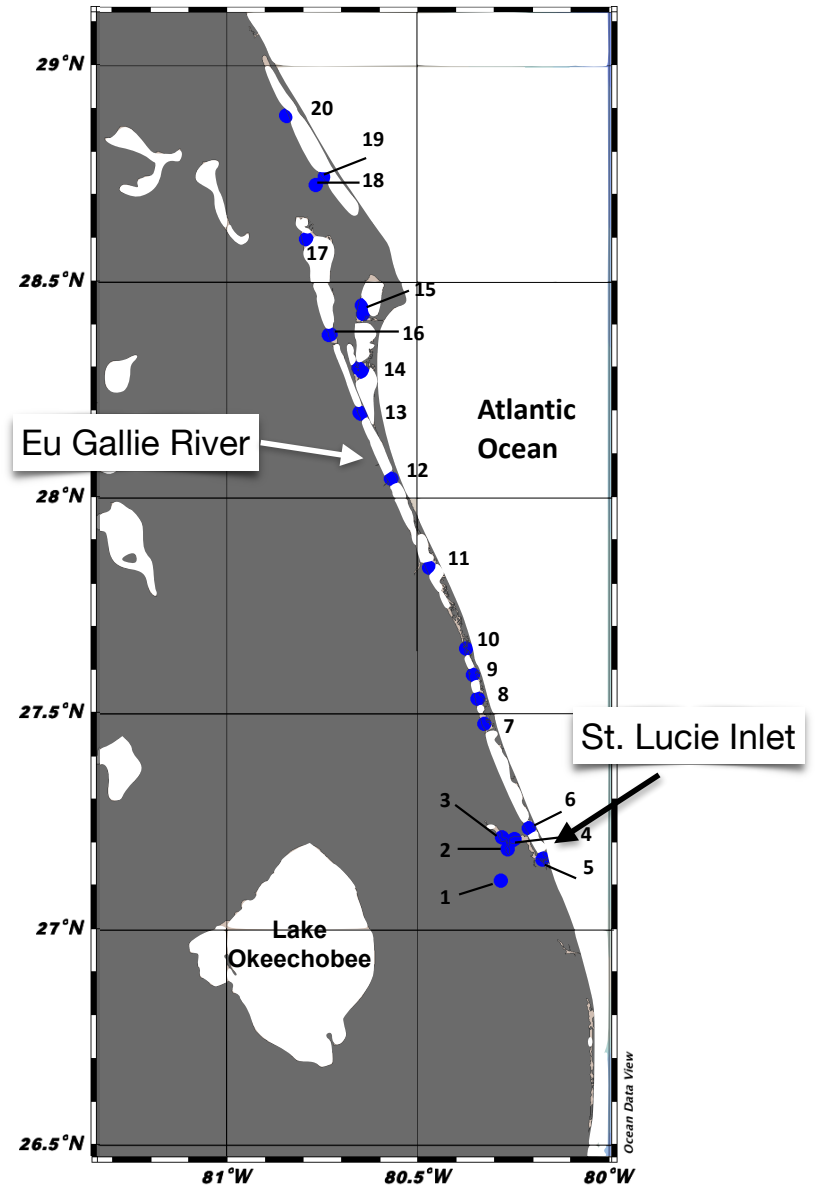 29°N
20
19
18
17
28.5°N
15
16
14
Atlantic
Ocean
13
Eu Gallie River
12
28°N
11
10
9
8
27.5°N
7
St. Lucie Inlet
3
6
4
2
5
1
27°N
Lake
Okeechobee
Ocean Data View
26.5°N
81°W
80.5°W
80°W